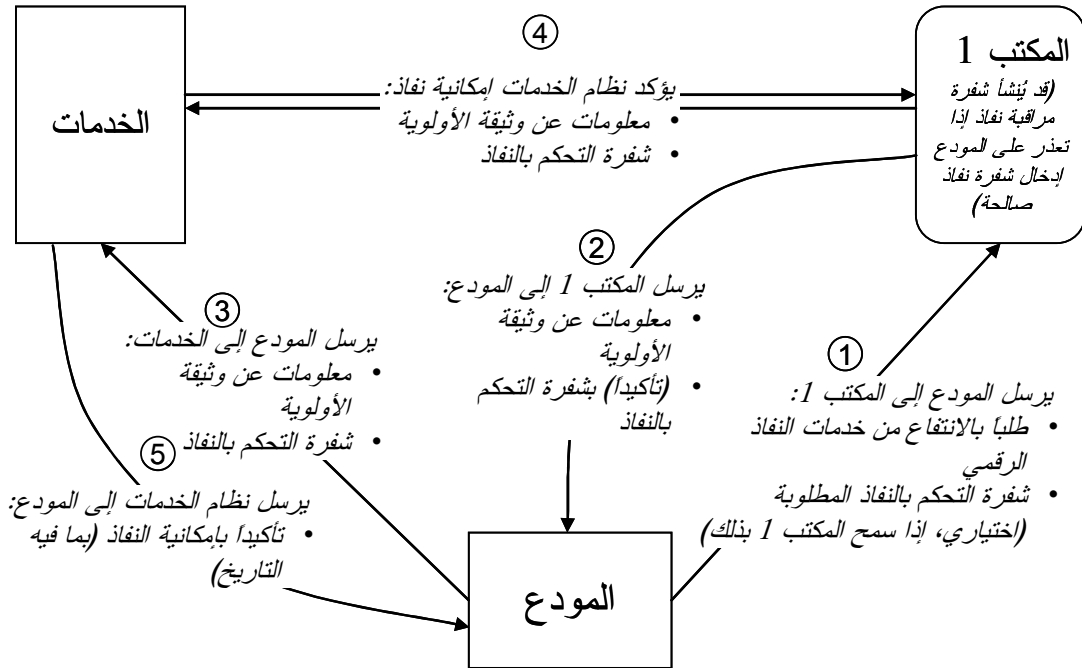 ④
يؤكد نظام الخدمات إمكانية نفاذ:
• معلومات عن وثيقة الأولوية
• شفرة التحكم بالنفاذ
المكتب 1
(قد يُنشأ شفرة
مراقبة نفاذ إذا
تعذر على المودع
إدخال شفرة نفاذ
صالحة)
الخدمات
②
يرسل المكتب 1 إلى المودع:
• معلومات عن وثيقة
الأولوية
• (تأكيداً) بشفرة التحكم
بالنفاذ
③
يرسل المودع إلى الخدمات:
• معلومات عن وثيقة
الأولوية
• شفرة التحكم بالنفاذ
①
يرسل المودع إلى المكتب 1:
• طلباً بالانتفاع من خدمات النفاذ
الرقمي
• شفرة التحكم بالنفاذ المطلوبة
(اختياري، إذا سمح المكتب 1 بذلك)
⑤
يرسل نظام الخدمات إلى المودع:
• تأكيداً بإمكانية النفاذ (بما فيه
التاريخ)
المودع